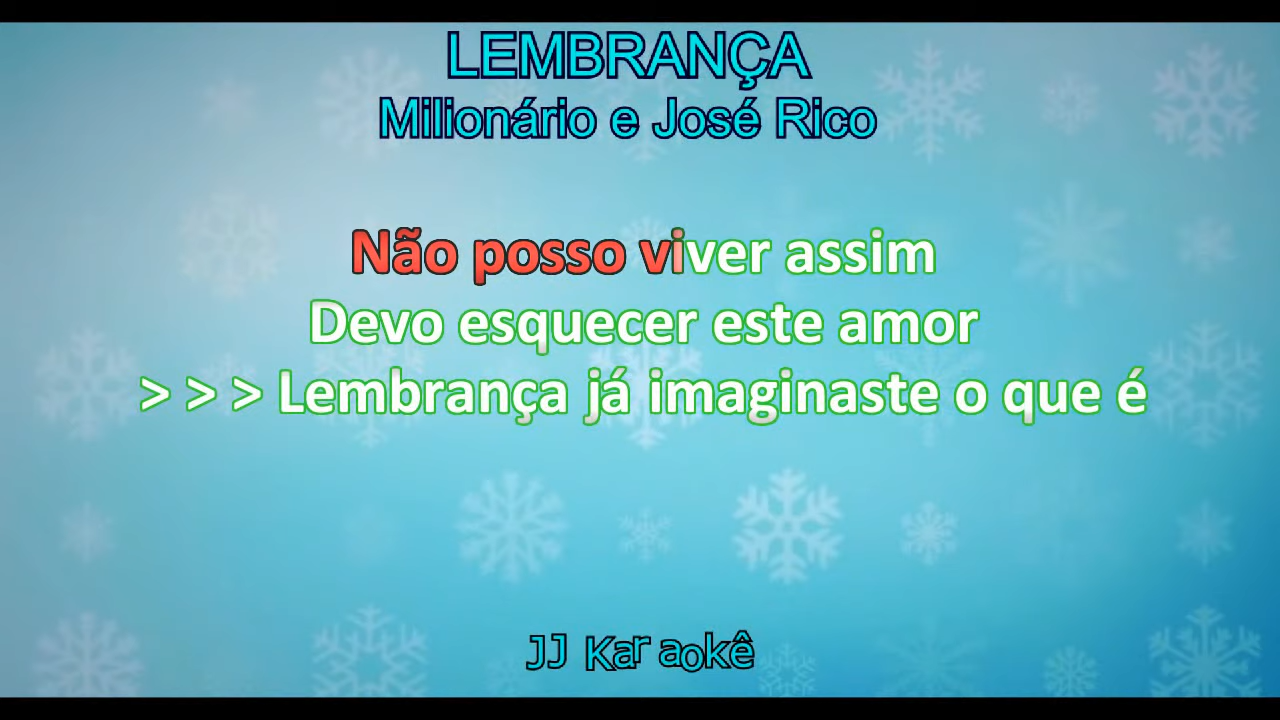 LEMBRANÇA
Milionário e José Rico
Não posso viver assim
Devo esquecer este amor
> > > Lembrança já imaginaste o que é
JJ Karaokê